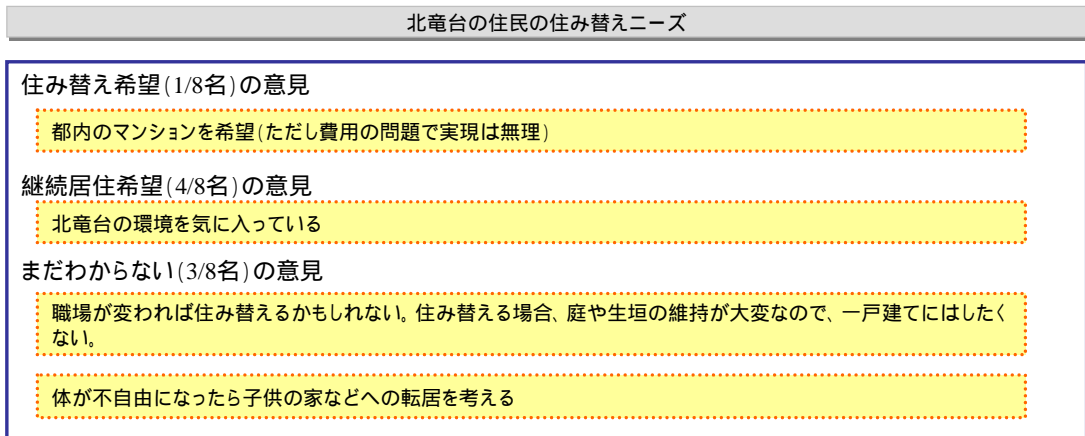 北竜台の住民の住み替えニーズ
住み替え希望(1/8名)の意見
都内のマンションを希望(ただし費用の問題で実現は無理)
継続居住希望(4/8名)の意見
北竜台の環境を気に入っている
まだわからない(3/8名)の意見
職場が変われば住み替えるかもしれない。住み替える場合、庭や生垣の維持が大変なので、一戸建てにはしたく
ない。
体が不自由になったら子供の家などへの転居を考える